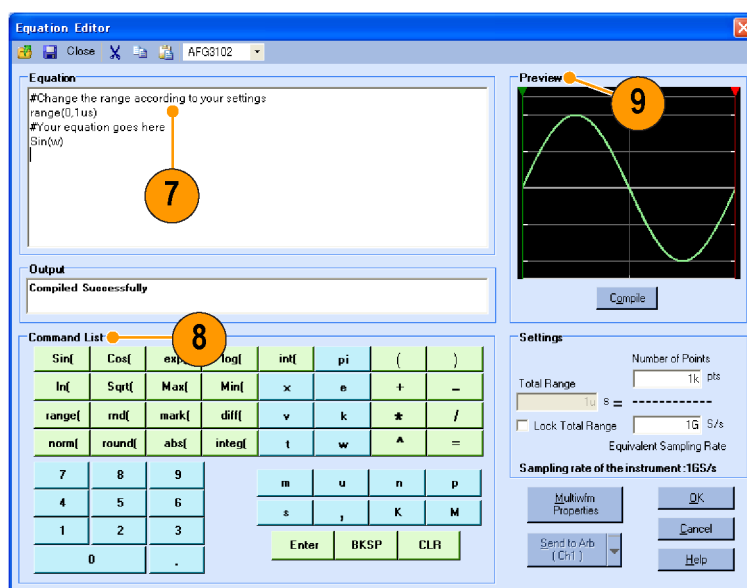 Equation Editor
Close AFG3102
Equation
#Change the range according to your settings
range(0,1us)
#Your equation goes here
Sin(w)
7
Output
Compiled Successfully
Preview
9
Compile
Command List
8
Sin( Cos( log( int( pi ( )
ln( Sqrt( Max( Min( x e + -
range( rnd( mark( diff( v k * /
norm( round( abs( integ( t w ^ =
7 8 9
4 5 6
1 2 3
0 .
m u n p
s , K M
Enter BKSP CLR
Settings
Number of Points
Total Range 1k pts
1u s = -----------
Lock Total Range 1G S/s
Equivalent Sampling Rate
Sampling rate of the instrument :1GS/s
Multiwfm
Properties
OK
Cancel
Send to Arb
(Ch1)
Help